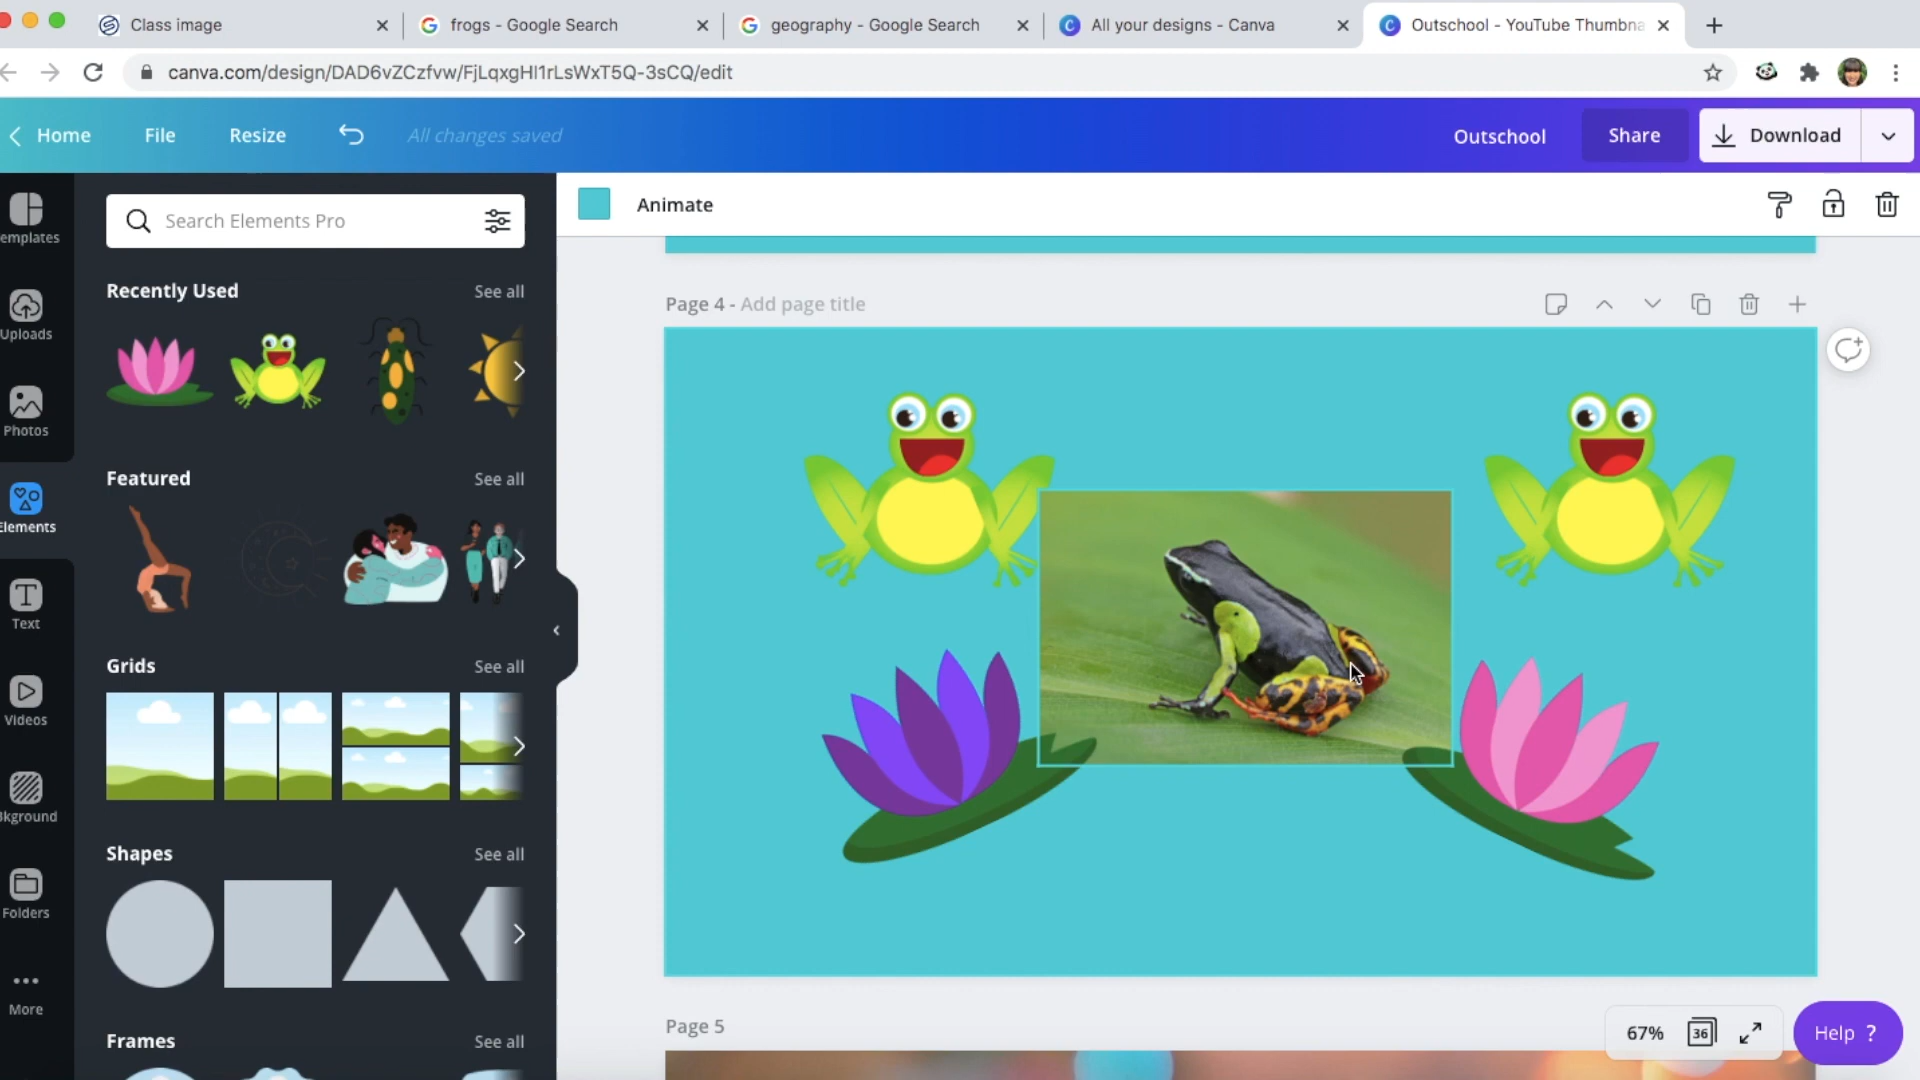 Class image
frogs - Google Search
geography - Google Search
All your designs - Canva
Outschool - YouTube Thumbna
canva.com/design/DAD6vZCzfvw/FjLqxgHI1rLsWxT5Q-3sCQ/edit
Home File Resize All changes saved Outschool Share Download
Search Elements Pro
Animate
emplates
Uploads
Photos
Elements
Text
Videos
Bkground
Folders
More
Recently Used See all
Featured See all
Grids See all
Shapes See all
Frames See all
Page 4 - Add page title
Page 5
67% 36 Help ?